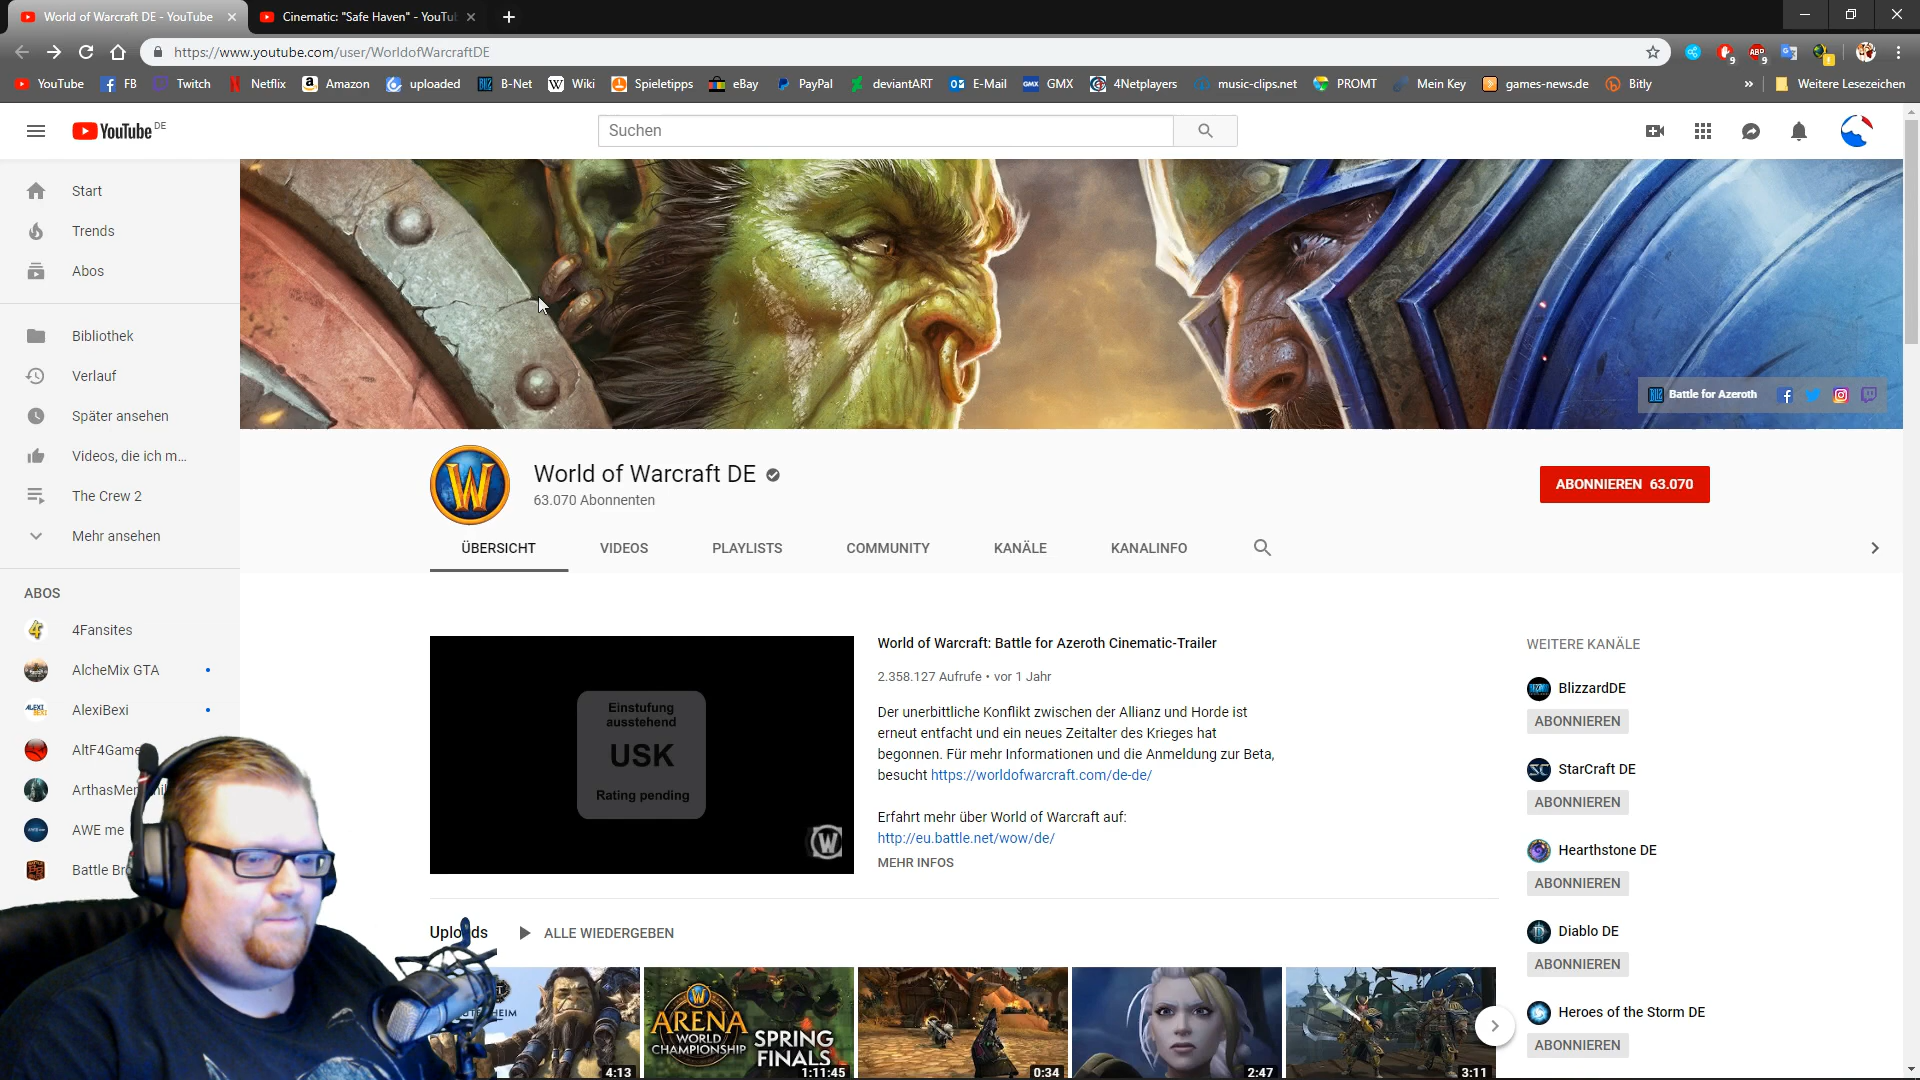 World of Warcraft DE - YouTube
Cinematic: "Safe Haven" - YouTu
https://www.youtube.com/user/WorldofWarcraftDE
YouTube FB Twitch Netflix Amazon uploaded B-Net Wiki Spieletipps eBay PayPal deviantART E-Mail GMX 4Netplayers music-clips.net PROMT Mein Key games-news.de Bitly » Weitere Lesezeichen
YouTube DE
Suchen
Start
Trends
Abos
Bibliothek
Verlauf
Später ansehen
Videos, die ich m...
The Crew 2
Mehr ansehen
ABOS
4Fansites
AlcheMix GTA
AlexiBexi
AltF4Game
ArthasMen
AWE me
Battle Br
Battle for Azeroth
World of Warcraft DE
63.070 Abonnenten
ABONNIEREN 63.070
ÜBERSICHT VIDEOS PLAYLISTS COMMUNITY KANÄLE KANALINFO
Einstufung
ausstehend
USK
Rating pending
World of Warcraft: Battle for Azeroth Cinematic-Trailer
2.358.127 Aufrufe • vor 1 Jahr
Der unerbittliche Konflikt zwischen der Allianz und Horde ist
erneut entfacht und ein neues Zeitalter des Krieges hat
begonnen. Für mehr Informationen und die Anmeldung zur Beta,
besucht https://worldofwarcraft.com/de-de/
Erfahrt mehr über World of Warcraft auf:
http://eu.battle.net/wow/de/
MEHR INFOS
WEITERE KANÄLE
BlizzardDE
ABONNIEREN
StarCraft DE
ABONNIEREN
Hearthstone DE
ABONNIEREN
Diablo DE
ABONNIEREN
Heroes of the Storm DE
ABONNIEREN
Uploads
ALLE WIEDERGEBEN
4:13
ARENA
WORLD
CHAMPIONSHIP
SPRING
FINALS
1:11:45
0:34
2:47
3:11